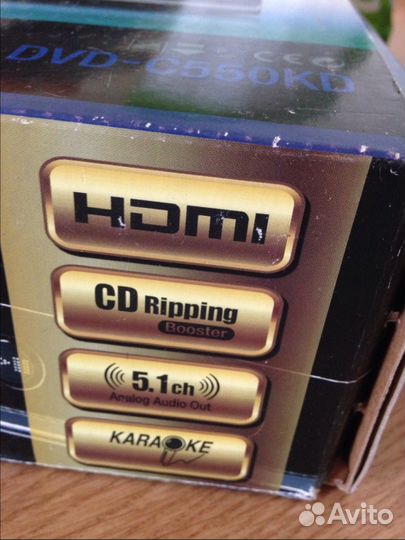 DVD-C550KD
HDMI
CD Ripping
Booster
5.1ch
Analog Audio Out
KARAOKE
Avito